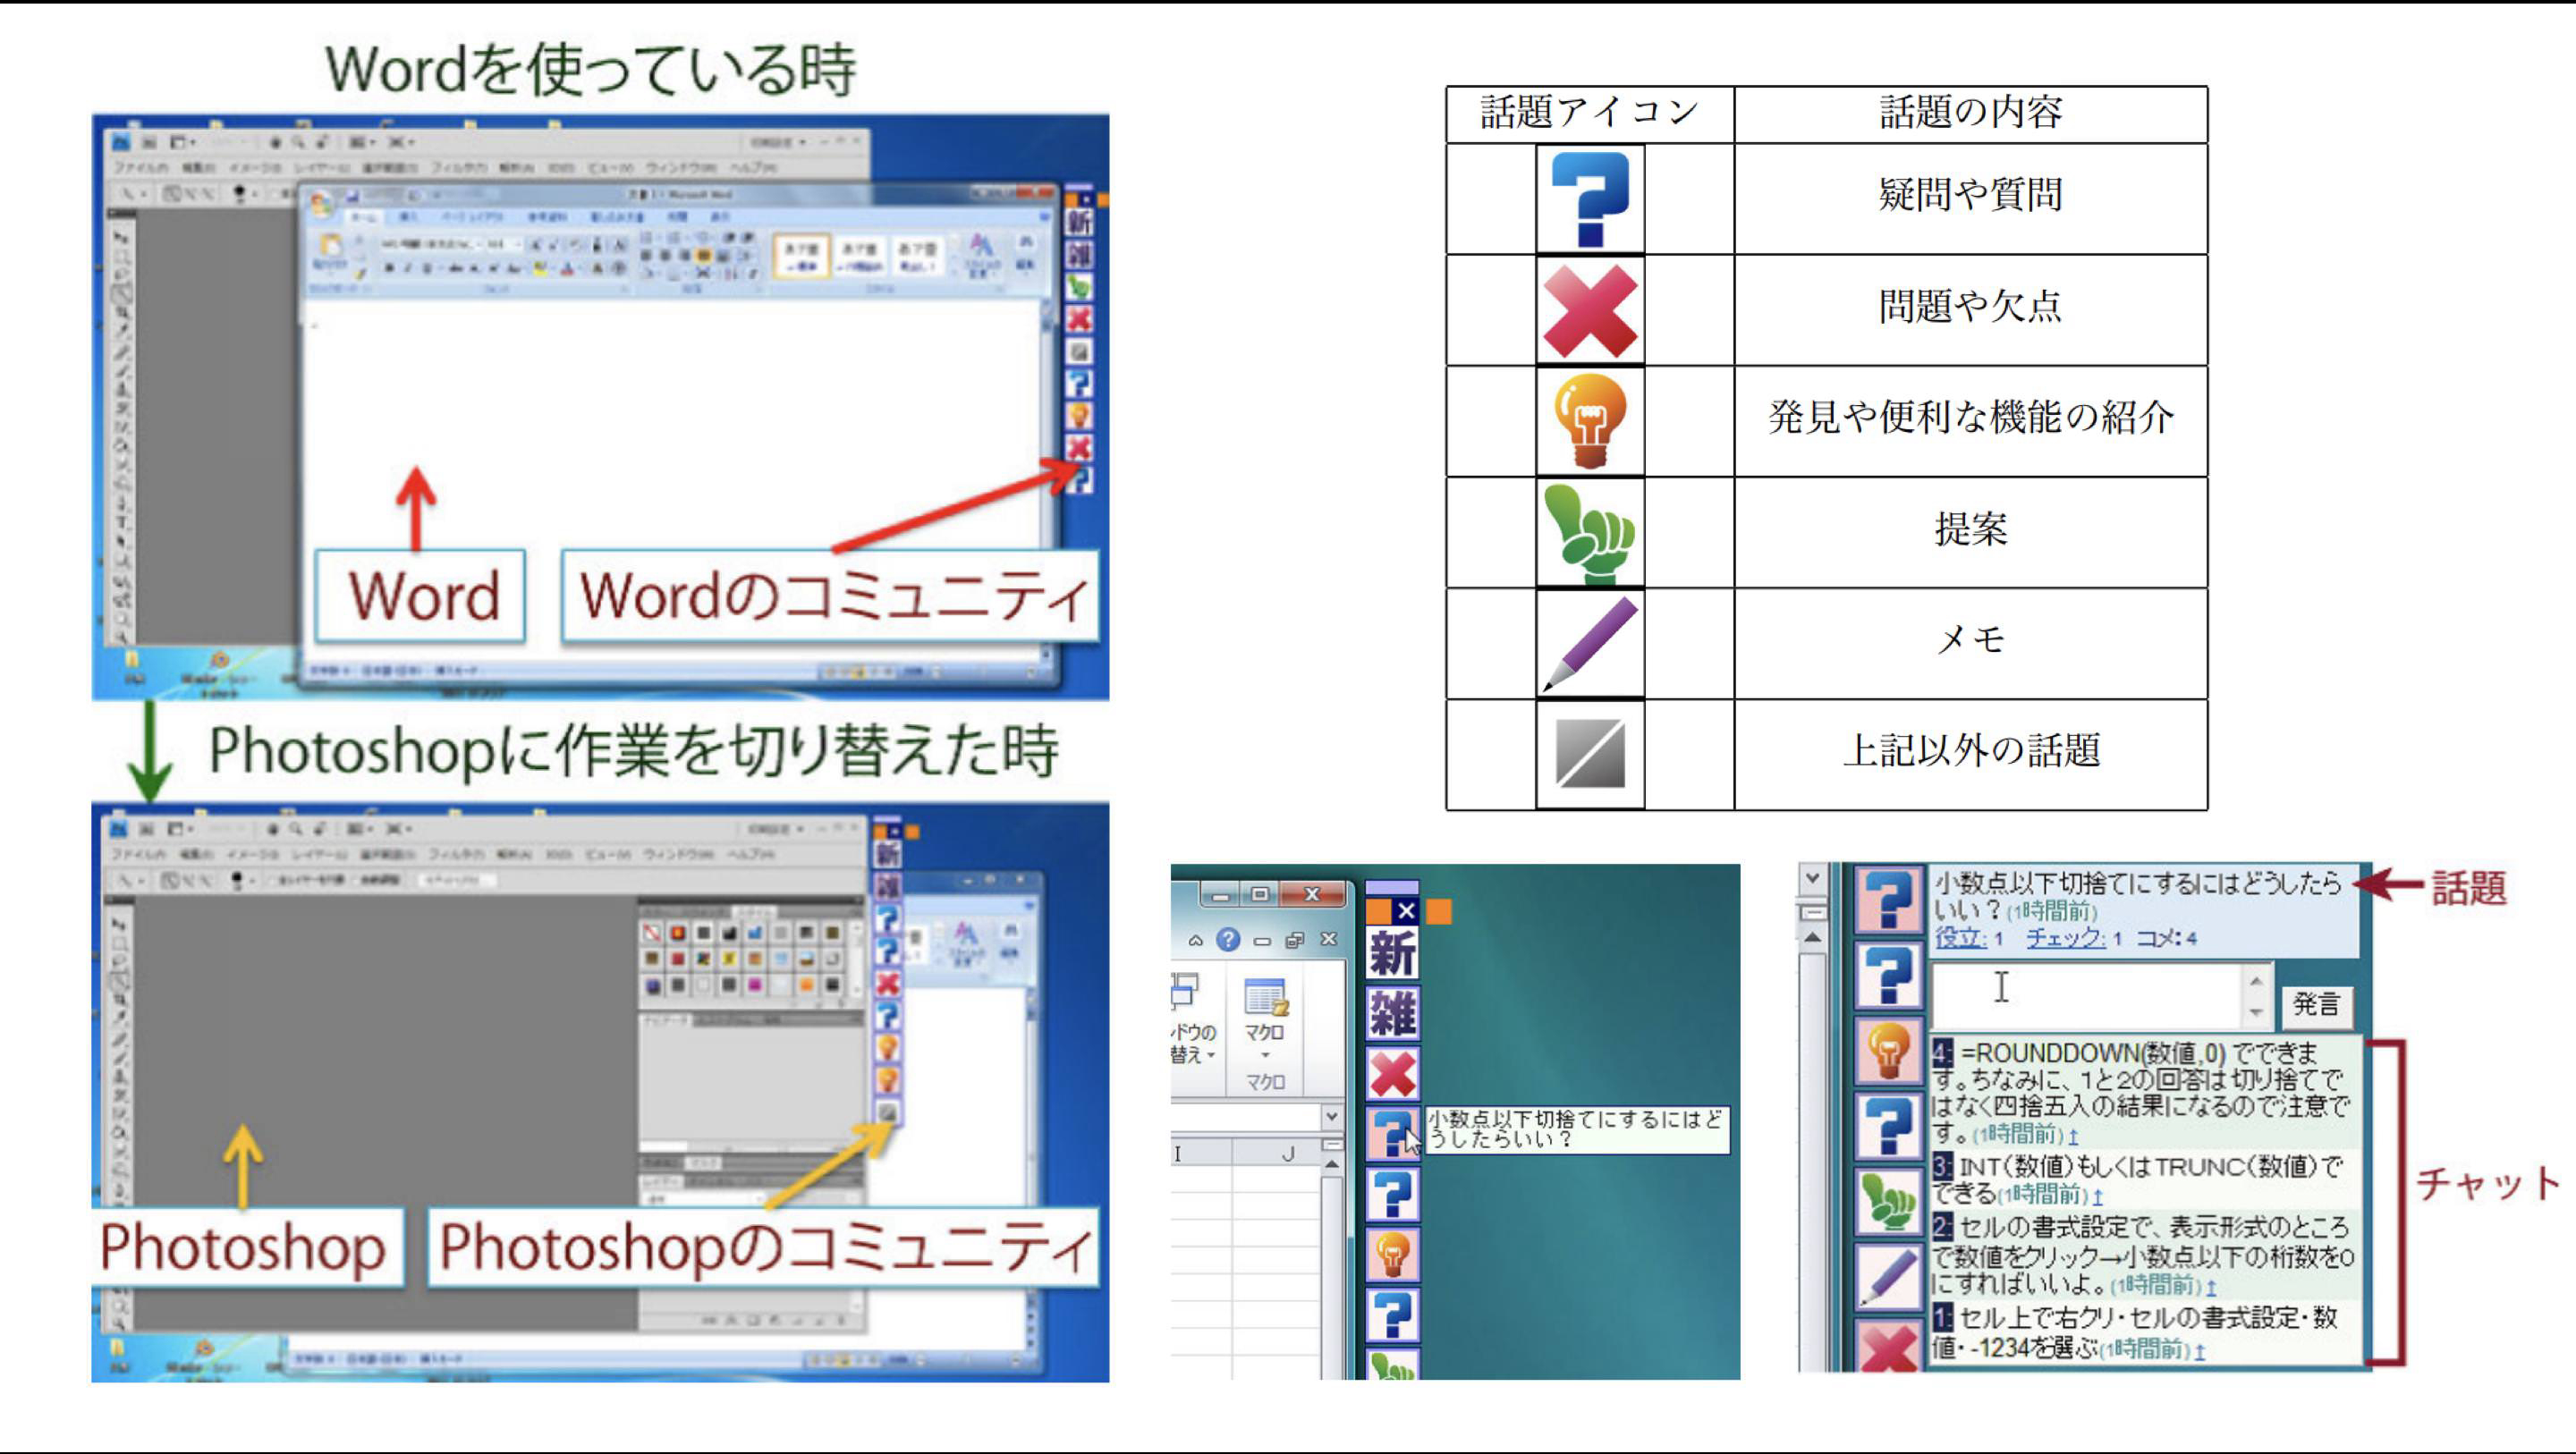 Wordを使っている時
新
雑
Word
Wordのコミュニティ
Photoshopに作業を切り替えた時
新
雑
Photoshop
Photoshopのコミュニティ
話題アイコン
話題の内容
疑問や質問
問題や欠点
発見や便利な機能の紹介
提案
メモ
上記以外の話題
新
雑
ドウの
替え
マクロ
マクロ
I
J
小数点以下切捨てにするにはど
うしたらいい？
小数点以下切捨てにするにはどうしたら
いい？(1時間前)
役立: 1 チェック: 1 コメ: 4
発言
4: =ROUNDDOWN(数値,0) でできま
す。ちなみに、1と2の回答は切り捨てで
はなく四捨五入の結果になるので注意で
す。(1時間前)↑
3: INT(数値)もしくはTRUNC(数値)で
できる(1時間前)↑
2: セルの書式設定で、表示形式のところ
で数値をクリック→小数点以下の桁数を0
にすればいいよ。(1時間前)↑
1: セル上で右クリ・セルの書式設定・数
値・-1234を選ぶ(1時間前)↑
話題
チャット